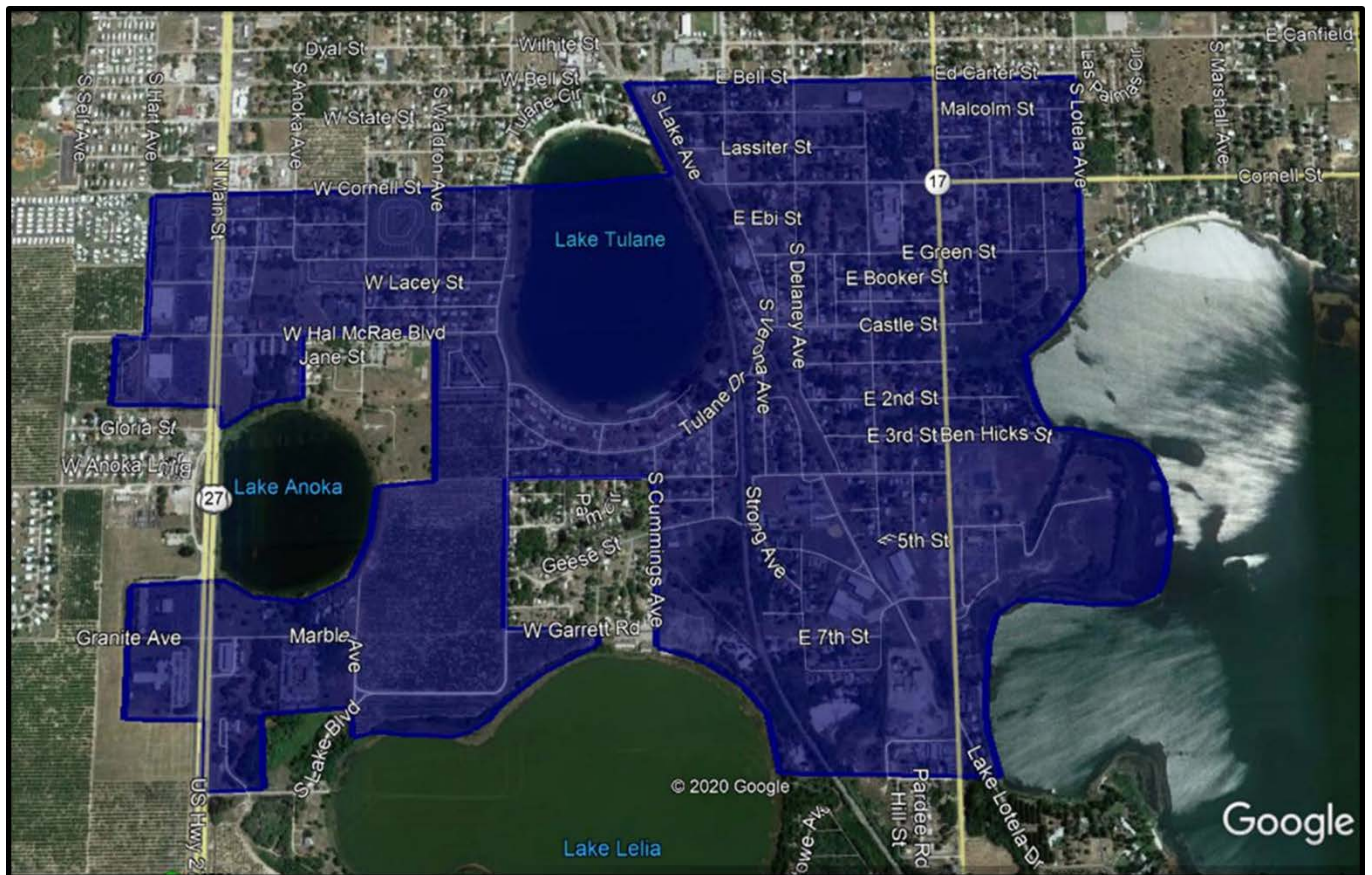 Dyal St
Wilhite St
E Canfield
W Bell St
E Bell St
Ed Carter St
Las Palmas Cir
S Marshall Ave
S Sali Ave
S Hart Ave
S Anoka Ave
S Waldron Ave
Tulane Cir
S Lake Ave
Malcolm St
S Lotela Ave
W State St
Lassiter St
N Main St
W Cornell St
17
Cornell St
E Ebi St
Lake Tulane
S Delaney Ave
E Green St
W Lacey St
E Booker St
S Verona Ave
Castle St
W Hal McRae Blvd
Jane St
Tulane Dr
E 2nd St
Gloria St
E 3rd St
Ben Hicks St
W Anoka Ln
Blvd
27
Lake Anoka
S Cummings Ave
Strong Ave
5th St
Geese St
Granite Ave
Marble Ave
W Garrett Rd
E 7th St
S Lake Blvd
US Hwy 2
© 2020 Google
Pardee Rd
Hill St
Lake Lotela Dr
Google
Lake Lelia